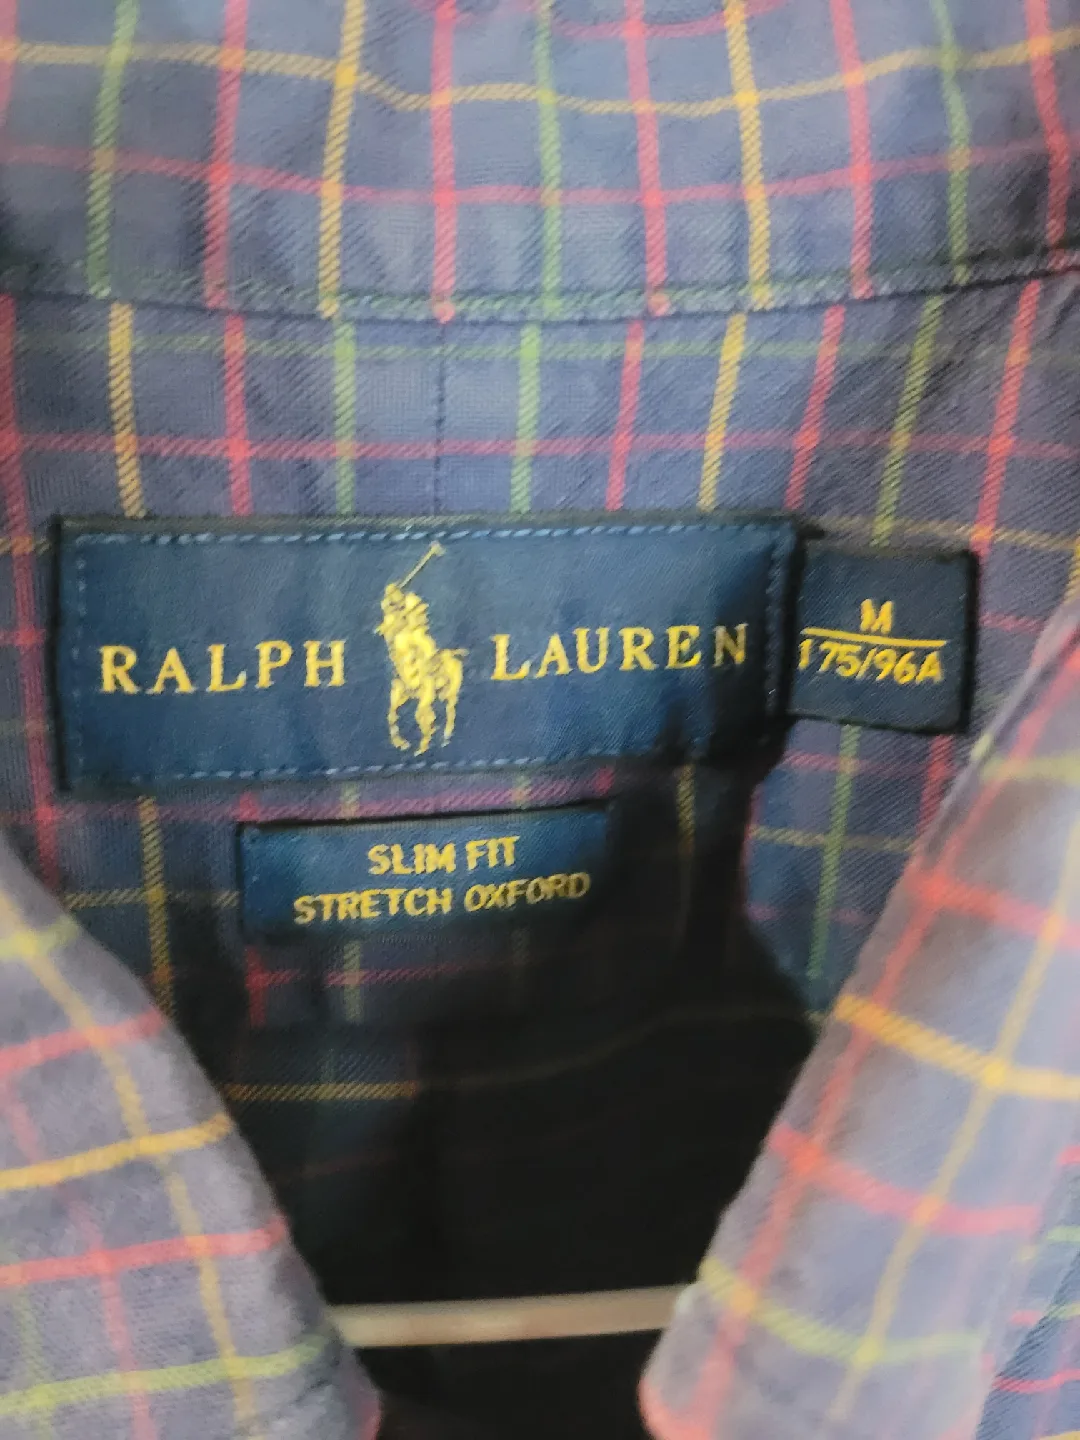 RALPH LAUREN
M
175/96A
SLIM FIT
STRETCH OXFORD